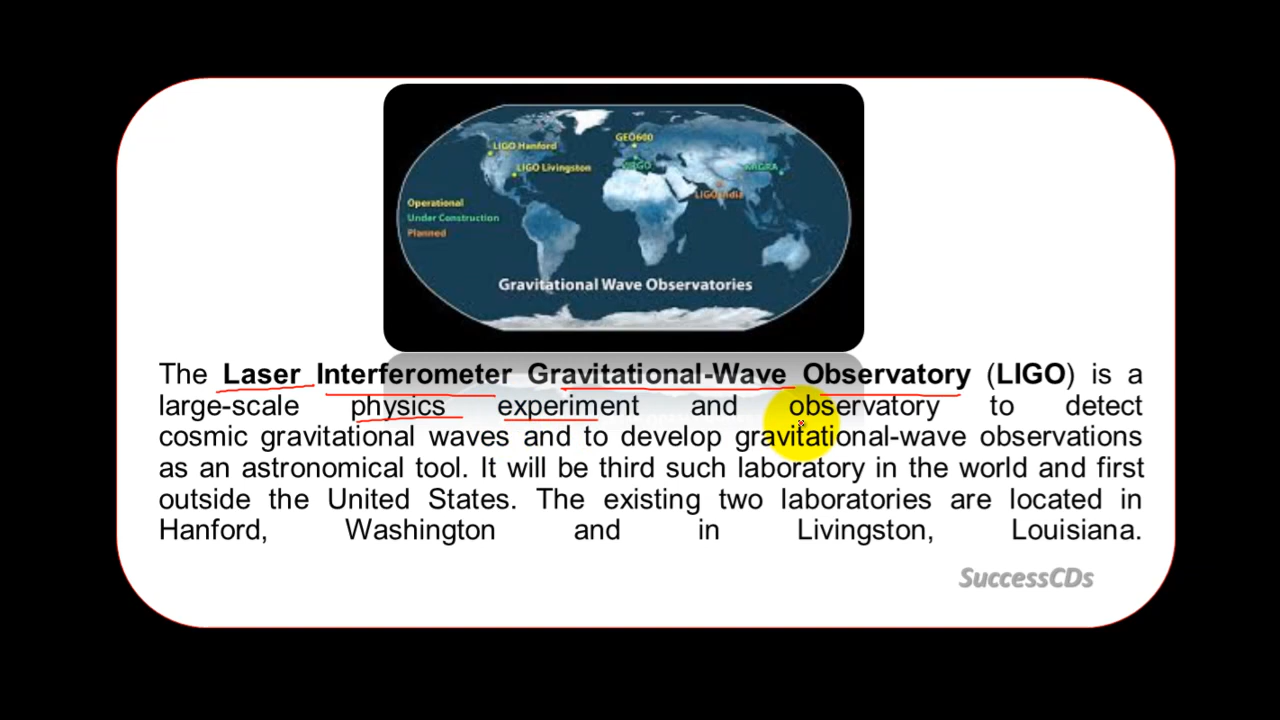 GEO600
LIGO Hanford
LIGO Livingston
VIRGO
KAGRA
LIGO India
Operational
Under Construction
Planned
Gravitational Wave Observatories
The Laser Interferometer Gravitational-Wave Observatory (LIGO) is a
large-scale physics experiment and observatory to detect
cosmic gravitational waves and to develop gravitational-wave observations
as an astronomical tool. It will be third such laboratory in the world and first
outside the United States. The existing two laboratories are located in
Hanford, Washington and in Livingston, Louisiana.
SuccessCDs